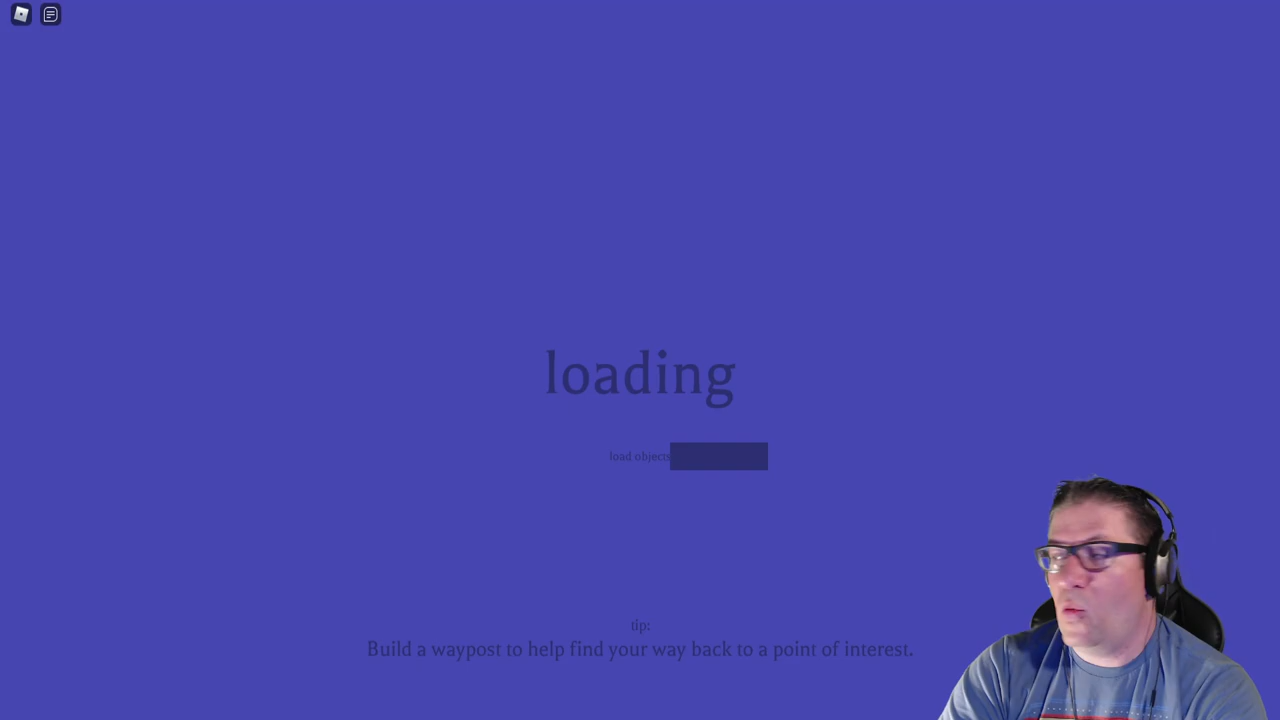 loading
load objects
tip:
Build a waypost to help find your way back to a point of interest.